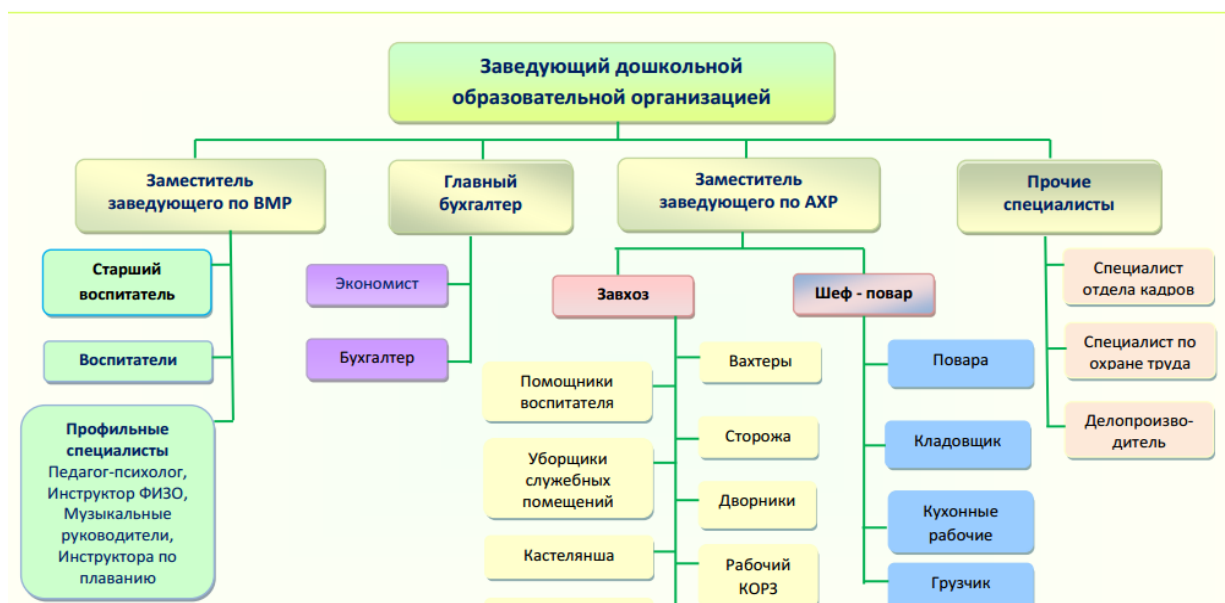 Заведующий дошкольной
образовательной организацией
Заместитель
заведующего по ВМР
Главный
бухгалтер
Заместитель
заведующего по АХР
Прочие
специалисты
Старший
воспитатель
Воспитатели
Профильные
специалисты
Педагог-психолог,
Инструктор ФИЗО,
Музыкальные
руководители,
Инструктора по
плаванию
Экономист
Бухгалтер
Завхоз
Помощники
воспитателя
Уборщики
служебных
помещений
Кастелянша
Вахтеры
Сторожа
Дворники
Рабочий
КОРЗ
Шеф - повар
Повара
Кладовщик
Кухонные
рабочие
Грузчик
Специалист
отдела кадров
Специалист по
охране труда
Делопроизво-
дитель